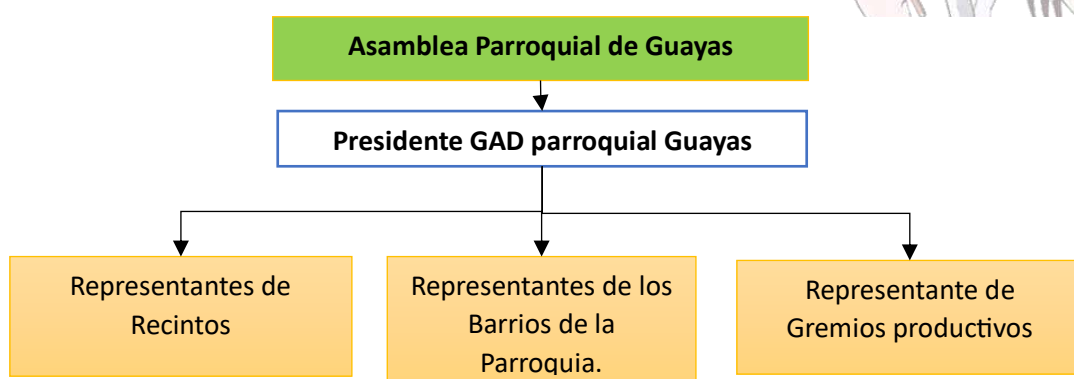 Asamblea Parroquial de Guayas
Presidente GAD parroquial Guayas
Representantes de
Recintos
Representantes de los
Barrios de la
Parroquia.
Representante de
Gremios productivos